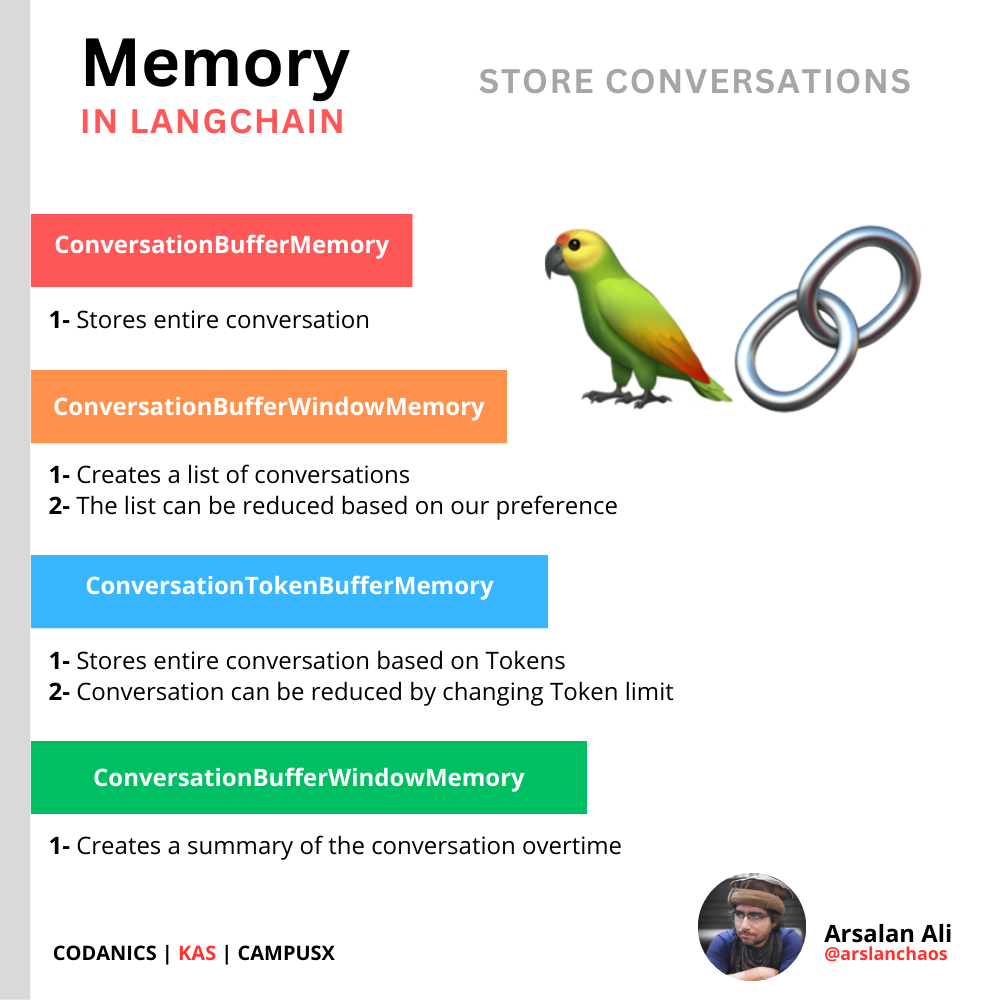 Memory
IN LANGCHAIN
STORE CONVERSATIONS
ConversationBufferMemory
1- Stores entire conversation
ConversationBufferWindowMemory
1- Creates a list of conversations
2- The list can be reduced based on our preference
ConversationTokenBufferMemory
1- Stores entire conversation based on Tokens
2- Conversation can be reduced by changing Token limit
ConversationBufferWindowMemory
1- Creates a summary of the conversation overtime
CODANICS | KAS | CAMPUSX
Arsalan Ali
@arslanchaos